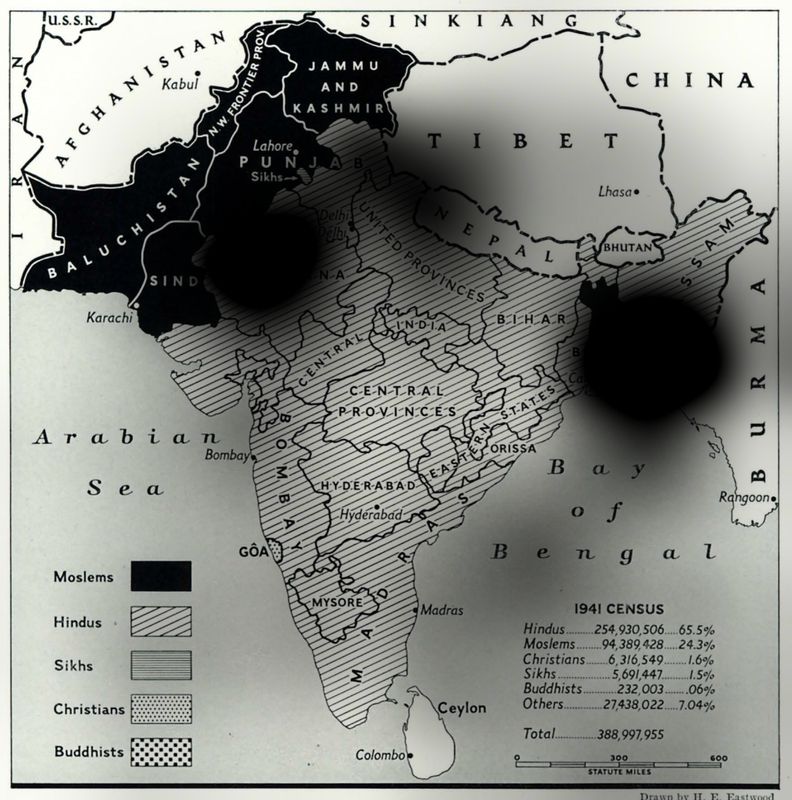 U.S.S.R.
SINKIANG
AFGHANISTAN
Kabul
N.W. FRONTIER PROV.
JAMMU
AND
KASHMIR
CHINA
IRAN
TIBET
Lahore
PUNJAB
Sikhs
Lhasa
BALUCHISTAN
Delhi
NEPAL
BHUTAN
SSAM
UNITED PROVINCES
SIND
NA
Karachi
BIHAR
CENTRAL
INDIA
BURMA
CENTRAL
PROVINCES
EASTERN STATES
ORISSA
Arabian
Sea
Bombay
BOMBAY
HYDERABAD
Hyderabad
Bay
of
Bengal
Rangoon
GÔA
MYSORE
MADRAS
Madras
Ceylon
Colombo
Moslems
Hindus
Sikhs
Christians
Buddhists
1941 CENSUS
Hindus..........254,930,506.....65.5%
Moslems.......94,389,428.....24.3%
Christians......6,316,549.....1.6%
Sikhs..............5,691,447.....1.5%
Buddhists.........232,003.....06%
Others..........27,438,022....7.04%
Total............388,997,955
0 300 600
STATUTE MILES
Drawn by H. E. Eastwood